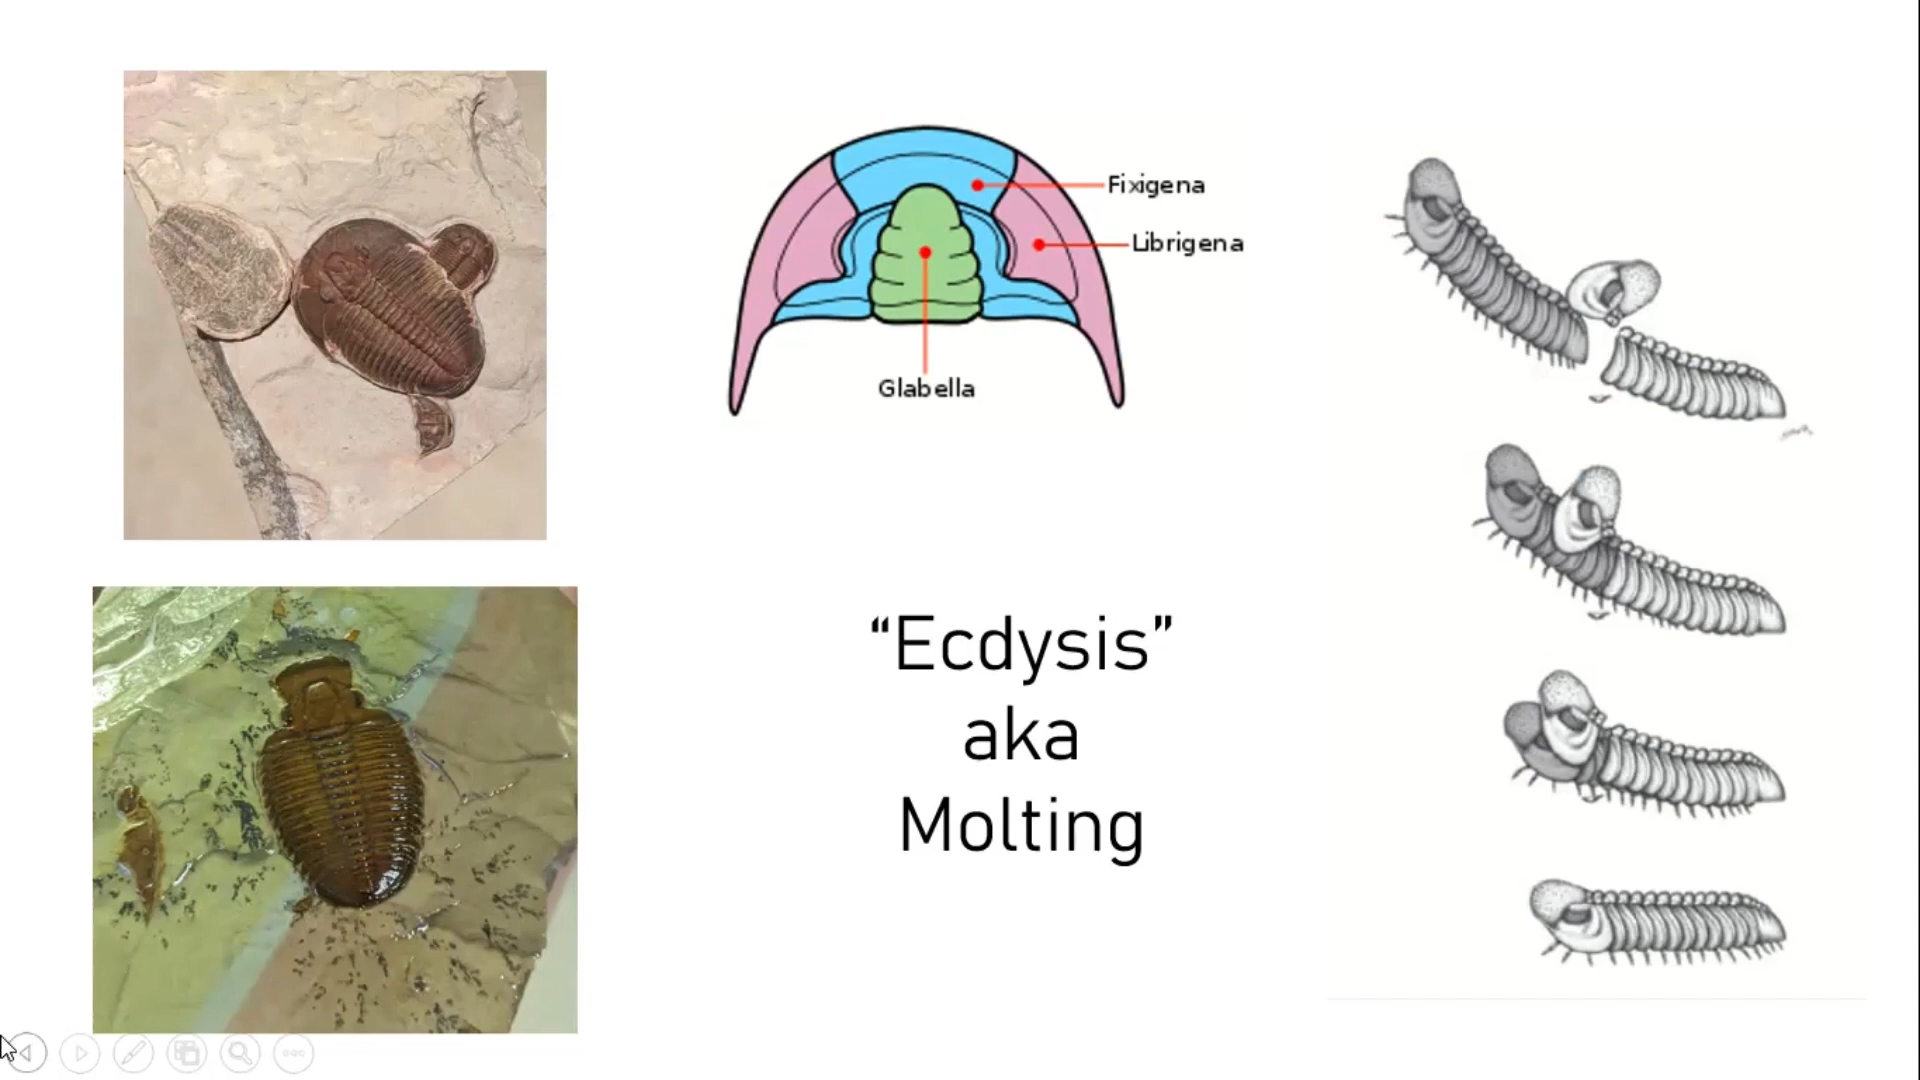 Fixigena
Librigena
Glabella
“Ecdysis”
aka
Molting